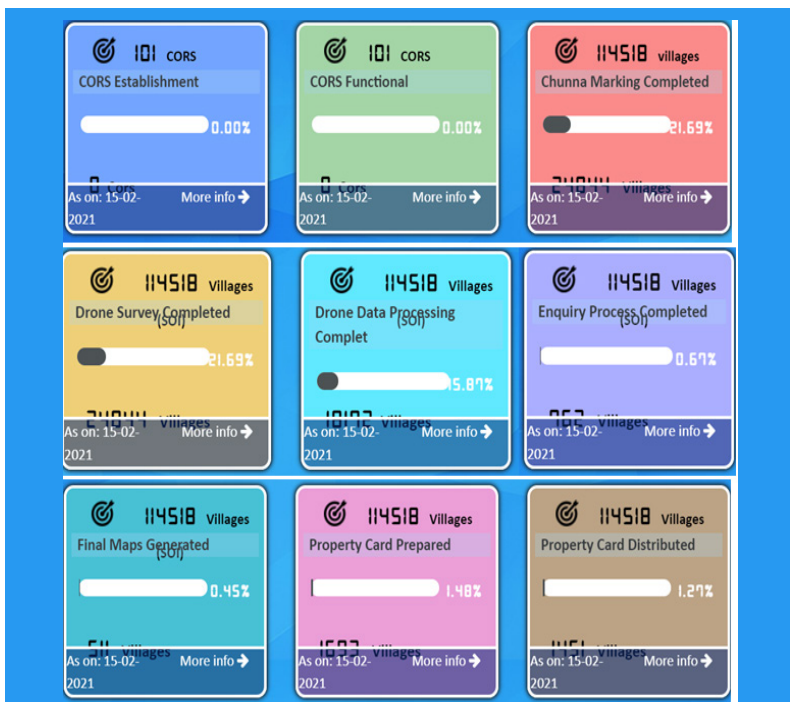 101 CORS
CORS Establishment
0.00%
0 Cors
As on: 15-02-
2021
More info
101 CORS
CORS Functional
0.00%
0 Cors
As on: 15-02-
2021
More info
114518 villages
Chunna Marking Completed
21.69%
villages
As on: 15-02-
2021
More info
114518 Villages
Drone Survey Completed
(SOI)
21.69%
Villages
As on: 15-02-
2021
More info
114518 Villages
Drone Data Processing
(SOI)
Complet
15.87%
Villages
As on: 15-02-
2021
More info
114518 Villages
Enquiry Process Completed
(SOI)
0.67%
Villages
As on: 15-02-
2021
More info
114518 Villages
Final Maps Generated
(SOI)
0.45%
511 Villages
As on: 15-02-
2021
More info
114518 Villages
Property Card Prepared
1.48%
1693 Villages
As on: 15-02-
2021
More info
114518 Villages
Property Card Distributed
1.27%
1451 Villages
As on: 15-02-
2021
More info